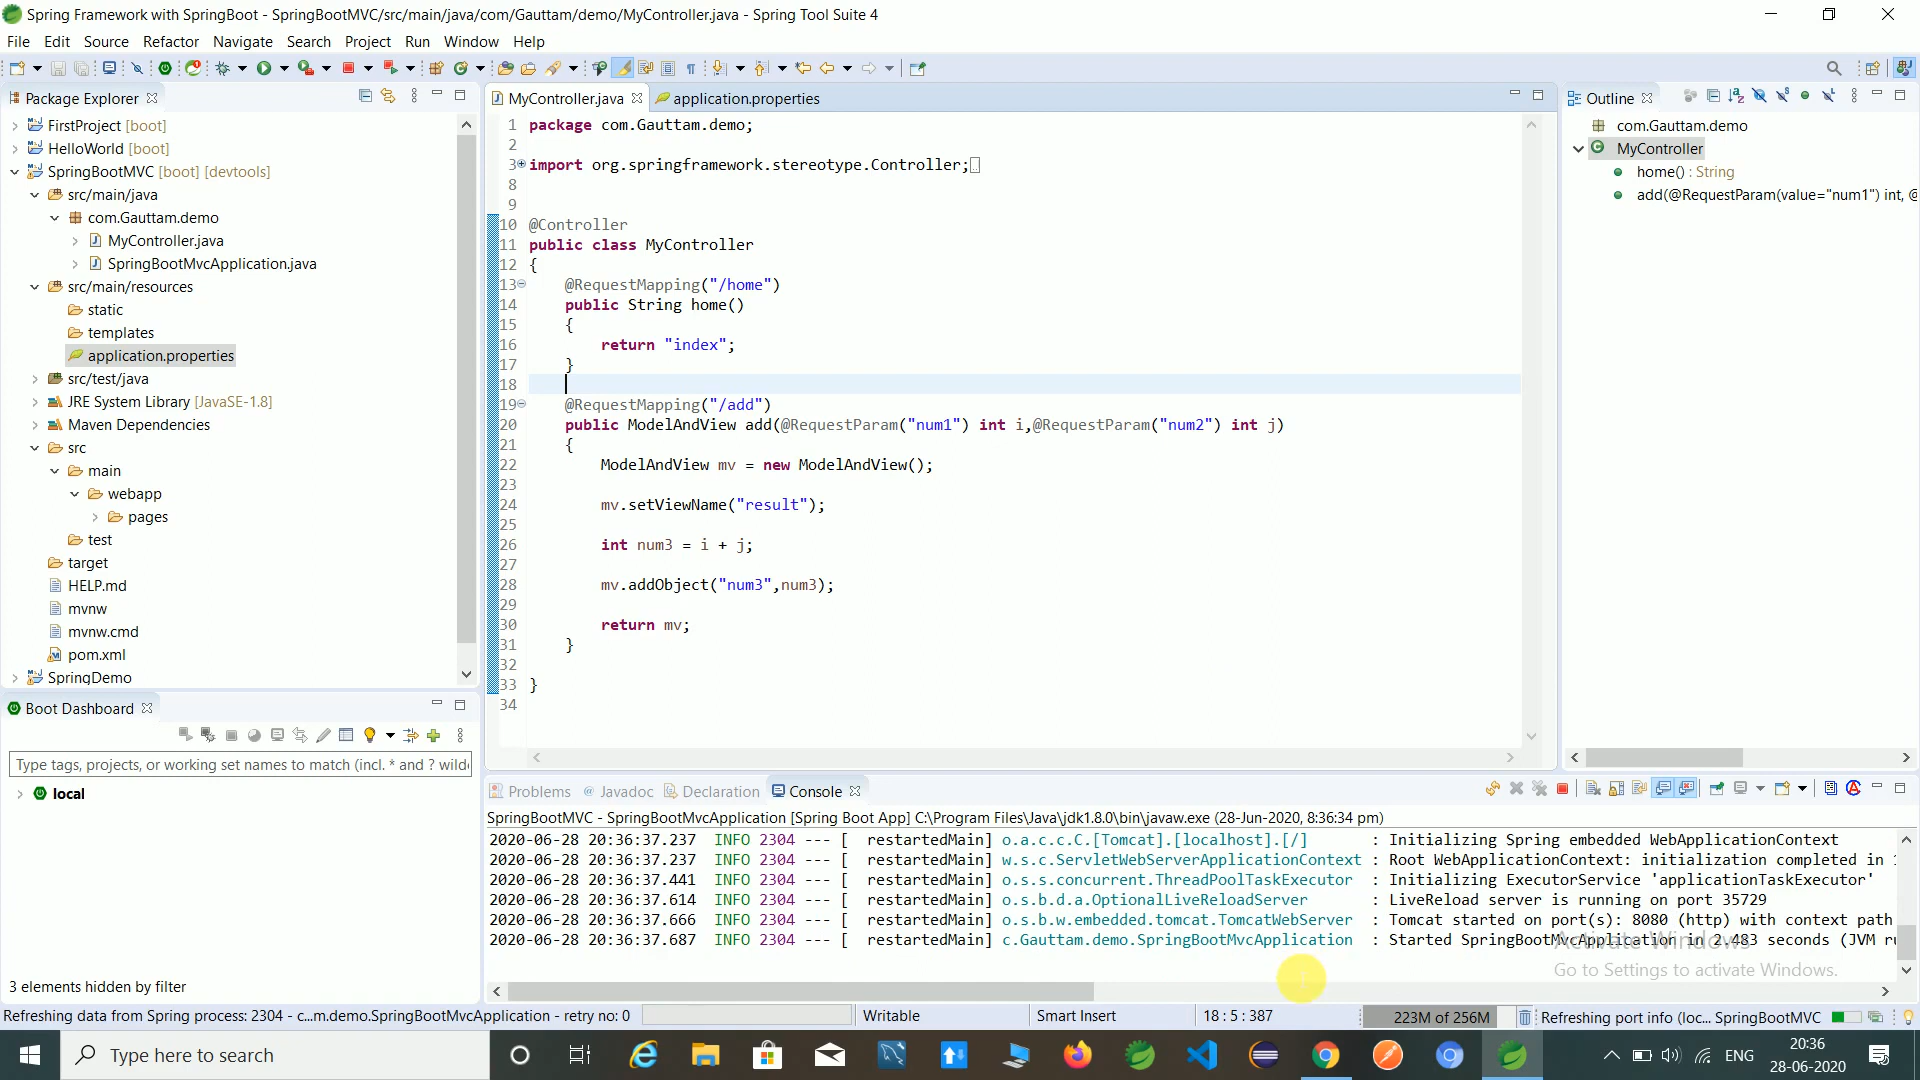 Spring Framework with SpringBoot - SpringBootMVC/src/main/java/com/Gauttam/demo/MyController.java - Spring Tool Suite 4
File Edit Source Refactor Navigate Search Project Run Window Help
Package Explorer
FirstProject [boot]
HelloWorld [boot]
SpringBootMVC [boot] [devtools]
src/main/java
com.Gauttam.demo
MyController.java
SpringBootMvcApplication.java
src/main/resources
static
templates
application.properties
src/test/java
JRE System Library [JavaSE-1.8]
Maven Dependencies
src
main
webapp
pages
test
target
HELP.md
mvnw
mvnw.cmd
pom.xml
SpringDemo
MyController.java application.properties
1 package com.Gauttam.demo;
2
3 import org.springframework.stereotype.Controller;
8
9
10 @Controller
11 public class MyController
12 {
13 @RequestMapping("/home")
14 public String home()
15 {
16 return "index";
17 }
18
19 @RequestMapping("/add")
20 public ModelAndView add(@RequestParam("num1") int i,@RequestParam("num2") int j)
21 {
22 ModelAndView mv = new ModelAndView();
23
24 mv.setViewName("result");
25
26 int num3 = i + j;
27
28 mv.addObject("num3",num3);
29
30 return mv;
31 }
32
33 }
34
Outline
com.Gauttam.demo
MyController
home() : String
add(@RequestParam(value="num1") int, @
Boot Dashboard
Type tags, projects, or working set names to match (incl. * and ? wild
local
3 elements hidden by filter
Problems Javadoc Declaration Console
SpringBootMVC - SpringBootMvcApplication [Spring Boot App] C:\Program Files\Java\jdk1.8.0\bin\javaw.exe (28-Jun-2020, 8:36:34 pm)
2020-06-28 20:36:37.237 INFO 2304 --- [ restartedMain] o.a.c.c.C.[Tomcat].[localhost].[/] : Initializing Spring embedded WebApplicationContext
2020-06-28 20:36:37.237 INFO 2304 --- [ restartedMain] w.s.c.ServletWebServerApplicationContext : Root WebApplicationContext: initialization completed in
2020-06-28 20:36:37.441 INFO 2304 --- [ restartedMain] o.s.s.concurrent.ThreadPoolTaskExecutor : Initializing ExecutorService 'applicationTaskExecutor'
2020-06-28 20:36:37.614 INFO 2304 --- [ restartedMain] o.s.b.d.a.OptionalLiveReloadServer : LiveReload server is running on port 35729
2020-06-28 20:36:37.666 INFO 2304 --- [ restartedMain] o.s.b.w.embedded.tomcat.TomcatWebServer : Tomcat started on port(s): 8080 (http) with context path
2020-06-28 20:36:37.687 INFO 2304 --- [ restartedMain] c.Gauttam.demo.SpringBootMvcApplication : Started SpringBootMvcApplication in 2.483 seconds (JVM ru
Activate Windows
Go to Settings to activate Windows.
Refreshing data from Spring process: 2304 - c...m.demo.SpringBootMvcApplication - retry no: 0 Writable Smart Insert 18 : 5 : 387 223M of 256M Refreshing port info (loc... SpringBootMVC
Type here to search
ENG
20:36
28-06-2020